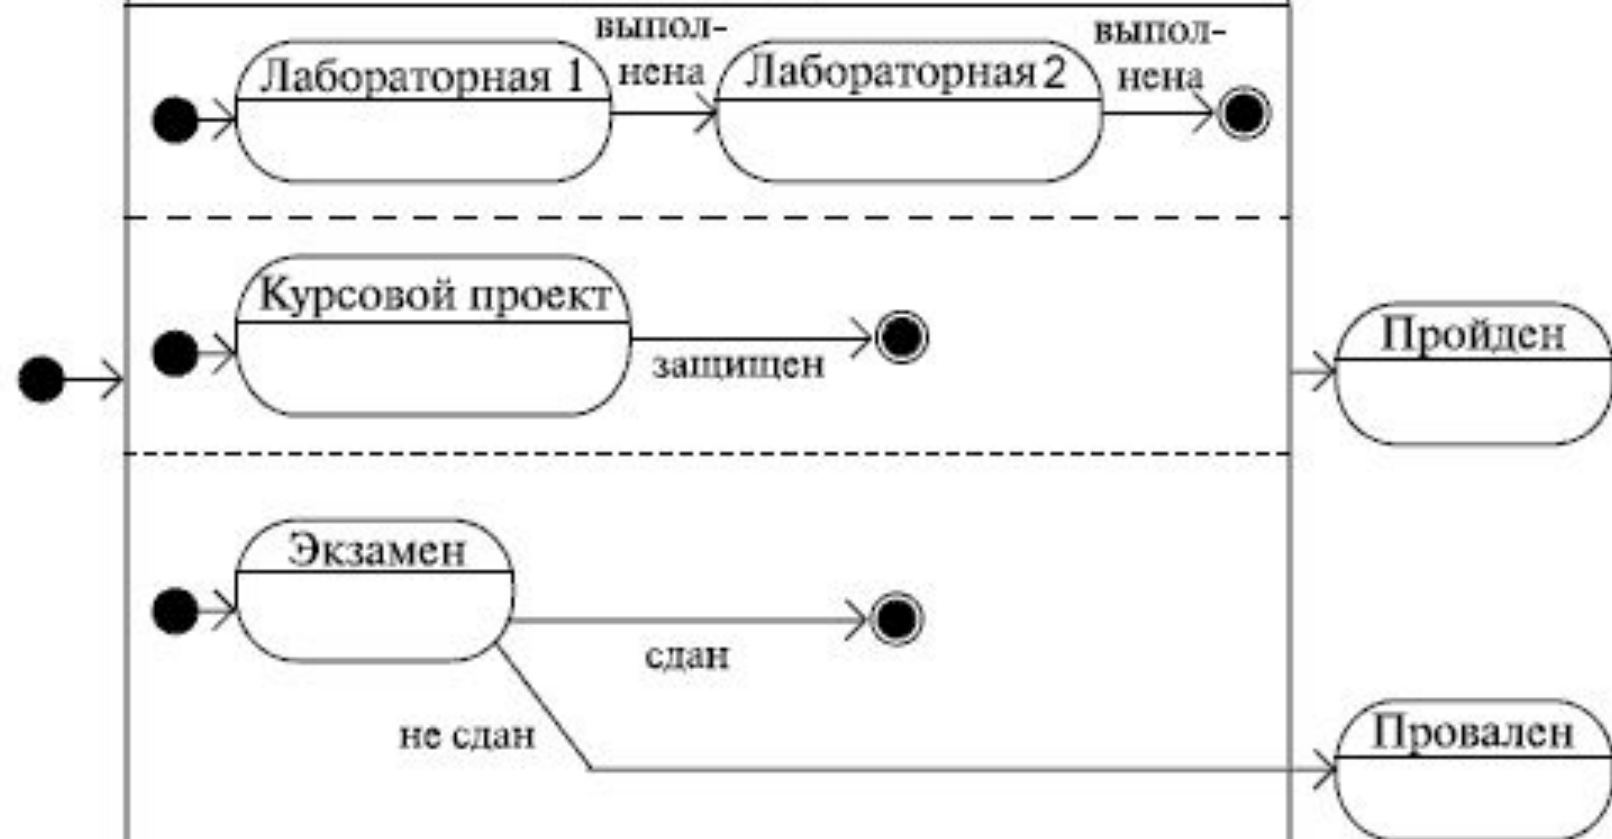 выпол-
нена
выпол-
нена
Лабораторная 1
Лабораторная 2
Курсовой проект
защищен
Пройден
Экзамен
сдан
не сдан
Провален